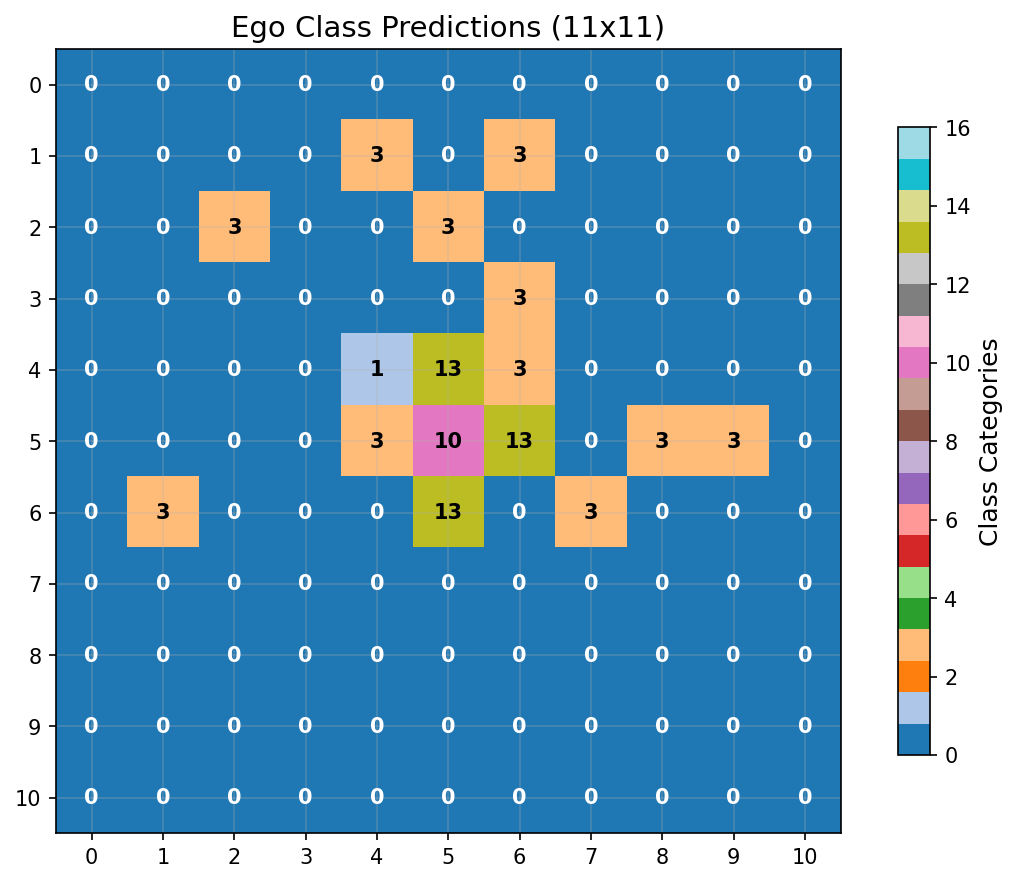 Ego Class Predictions (11x11)
0 0 0 0 0 0 0 0 0 0 0 0
1 0 0 0 0 3 0 3 0 0 0 0
2 0 0 3 0 0 3 0 0 0 0 0
3 0 0 0 0 0 0 3 0 0 0 0
4 0 0 0 0 1 13 3 0 0 0 0
5 0 0 0 0 3 10 13 0 3 3 0
6 0 3 0 0 0 13 0 3 0 0 0
7 0 0 0 0 0 0 0 0 0 0 0
8 0 0 0 0 0 0 0 0 0 0 0
9 0 0 0 0 0 0 0 0 0 0 0
10 0 0 0 0 0 0 0 0 0 0 0
0 1 2 3 4 5 6 7 8 9 10
16
14
12
10
8
6
4
2
0
Class Categories